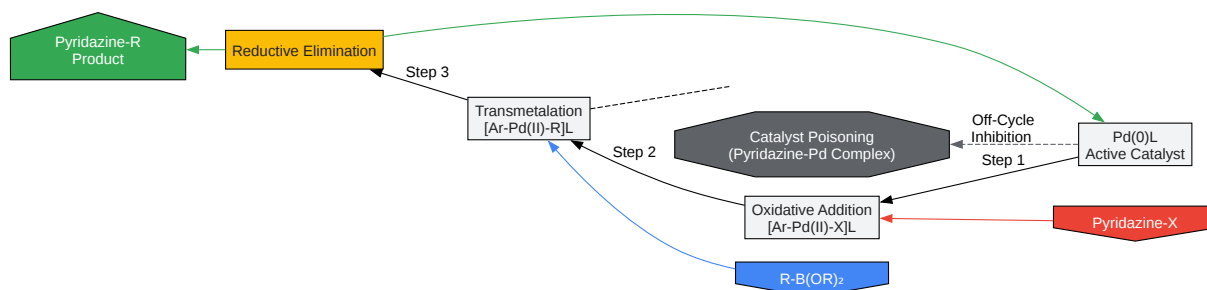 Pyridazine-R
Product
Reductive Elimination
Step 3
Transmetalation
[Ar-Pd(II)-R]L
Step 2
Catalyst Poisoning
(Pyridazine-Pd Complex)
Off-Cycle
Inhibition
Pd(0)L
Active Catalyst
Step 1
Oxidative Addition
[Ar-Pd(II)-X]L
Pyridazine-X
R-B(OR)₂